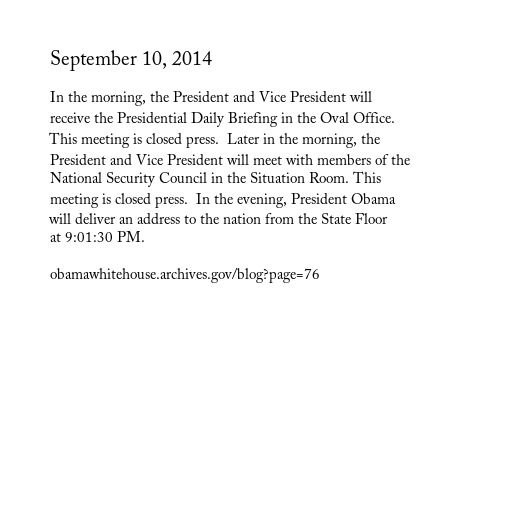 September 10, 2014
In the morning, the President and Vice President will
receive the Presidential Daily Briefing in the Oval Office.
This meeting is closed press.  Later in the morning, the
President and Vice President will meet with members of the
National Security Council in the Situation Room. This
meeting is closed press.  In the evening, President Obama
will deliver an address to the nation from the State Floor
at 9:01:30 PM.
obamawhitehouse.archives.gov/blog?page=76